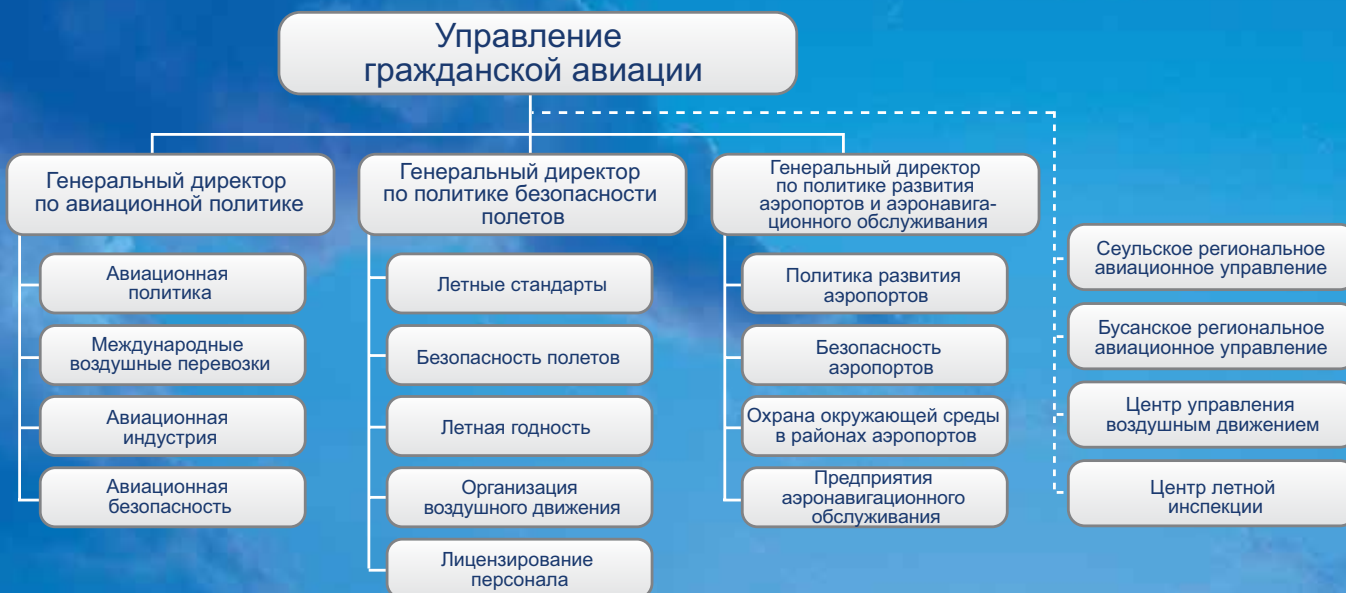 Управление
гражданской авиации
Генеральный директор
по авиационной политике
Авиационная
политика
Международные
воздушные перевозки
Авиационная
индустрия
Авиационная
безопасность
Генеральный директор
по политике безопасности
полетов
Летные стандарты
Безопасность полетов
Летная годность
Организация
воздушного движения
Лицензирование
персонала
Генеральный директор
по политике развития
аэропортов и аэронавига-
ционного обслуживания
Политика развития
аэропортов
Безопасность
аэропортов
Охрана окружающей среды
в районах аэропортов
Предприятия
аэронавигационного
обслуживания
Сеульское региональное
авиационное управление
Бусанское региональное
авиационное управление
Центр управления
воздушным движением
Центр летной
инспекции